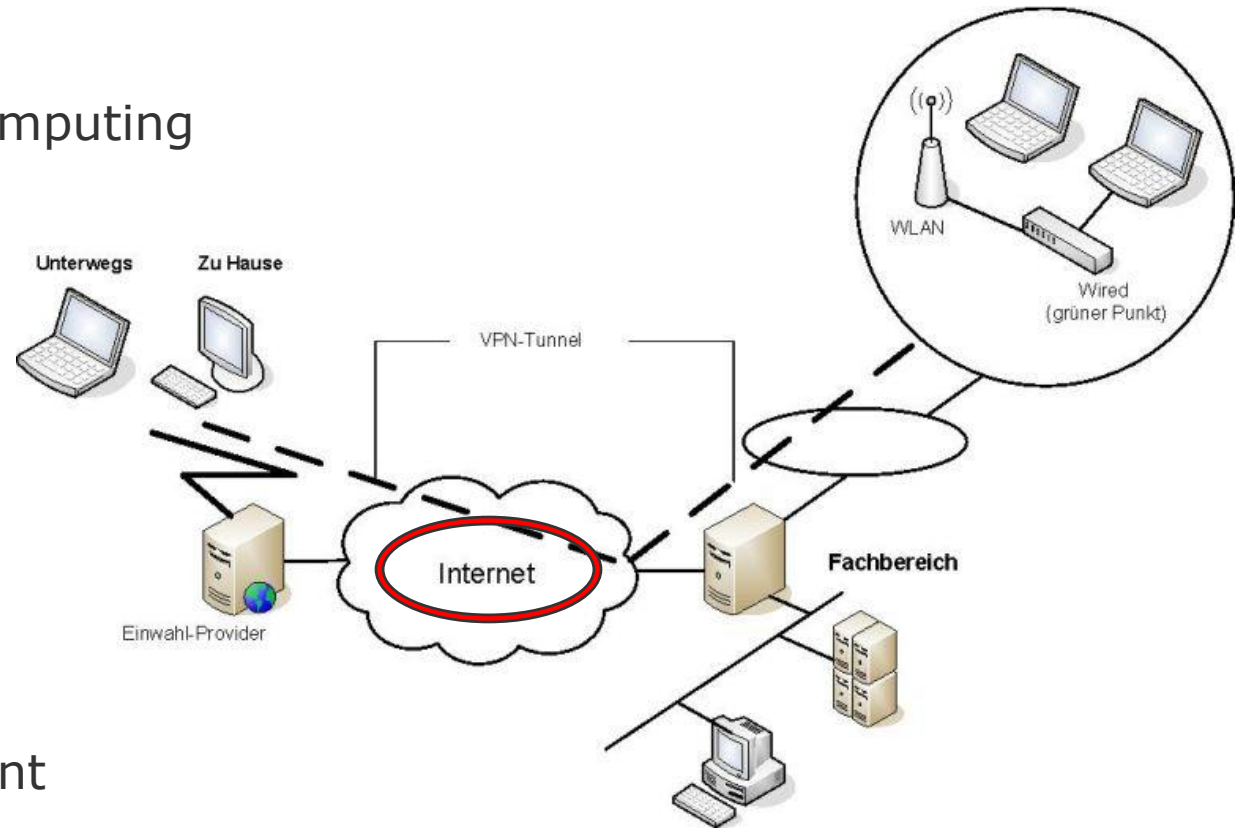 mputing
WLAN
Wired
(grüner Punkt)
Unterwegs
Zu Hause
VPN-Tunnel
Internet
Fachbereich
Einwahl-Provider
nt